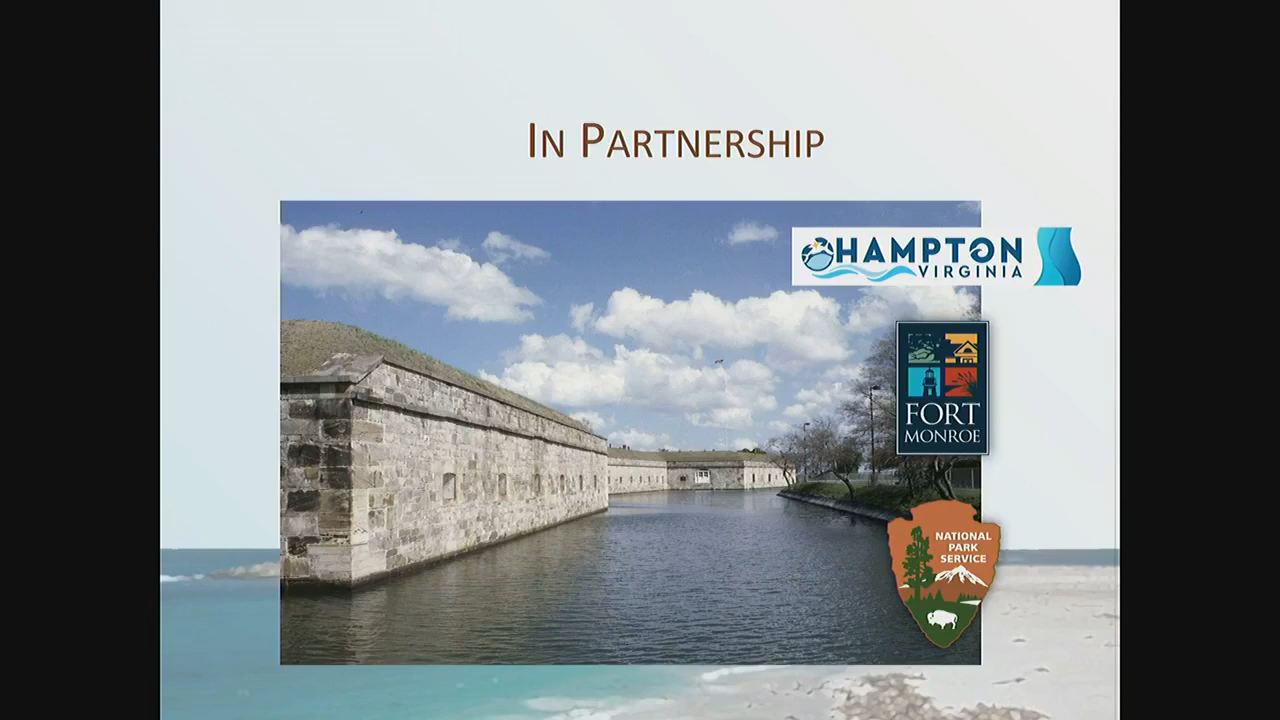 IN PARTNERSHIP
HAMPTON
VIRGINIA
FORT
MONROE
NATIONAL
PARK
SERVICE